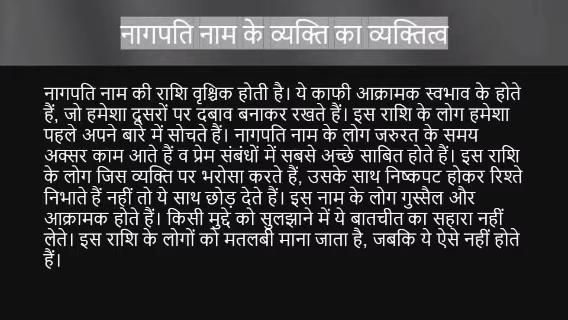 नागपति नाम के व्यक्ति का व्यक्तित्व
नागपति नाम की राशि वृश्चिक होती है। ये काफी आक्रामक स्वभाव के होते
हैं, जो हमेशा दूसरों पर दबाव बनाकर रखते हैं। इस राशि के लोग हमेशा
पहले अपने बारे में सोचते हैं। नागपति नाम के लोग जरुरत के समय
अक्सर काम आते हैं व प्रेम संबंधों में सबसे अच्छे साबित होते हैं। इस राशि
के लोग जिस व्यक्ति पर भरोसा करते हैं, उसके साथ निष्कपट होकर रिश्ते
निभाते हैं नहीं तो ये साथ छोड़ देते हैं। इस नाम के लोग गुस्सैल और
आक्रामक होते हैं। किसी मुद्दे को सुलझाने में ये बातचीत का सहारा नहीं
लेते। इस राशि के लोगों को मतलबी माना जाता है, जबकि ये ऐसे नहीं होते
हैं।